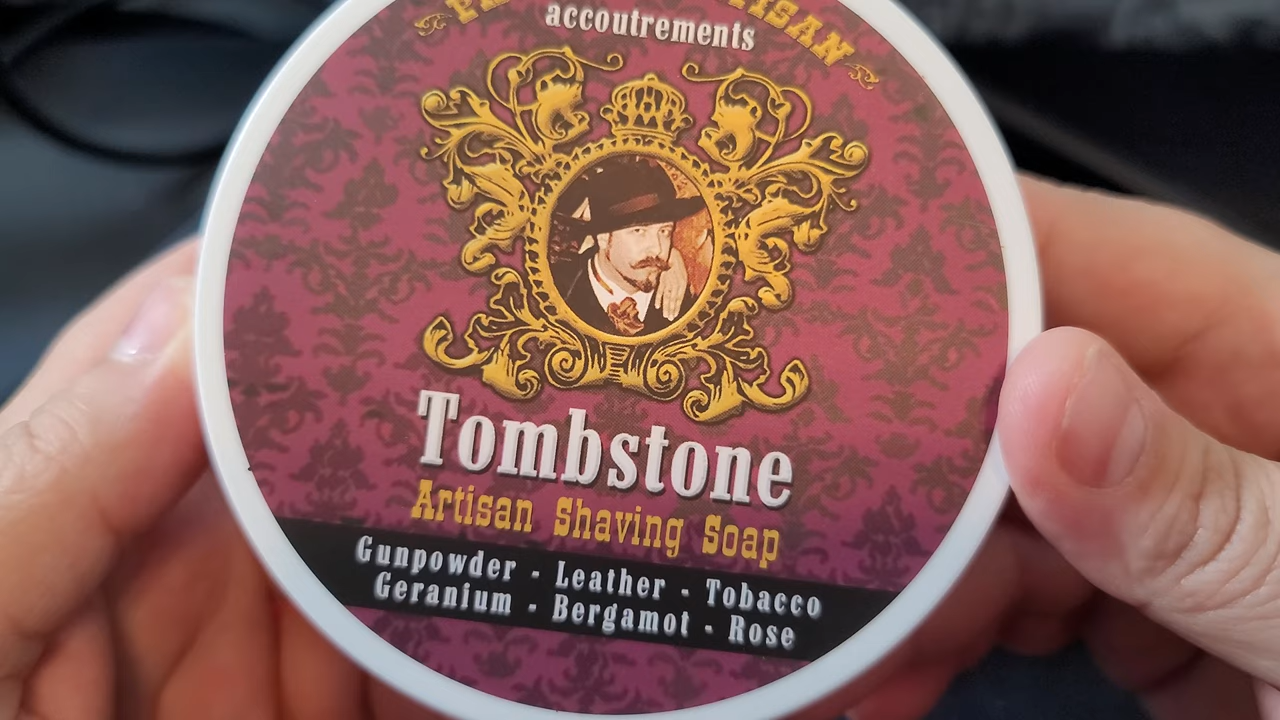 accoutrements
Tombstone
Artisan Shaving Soap
Gunpowder - Leather - Tobacco
Geranium - Bergamot - Rose